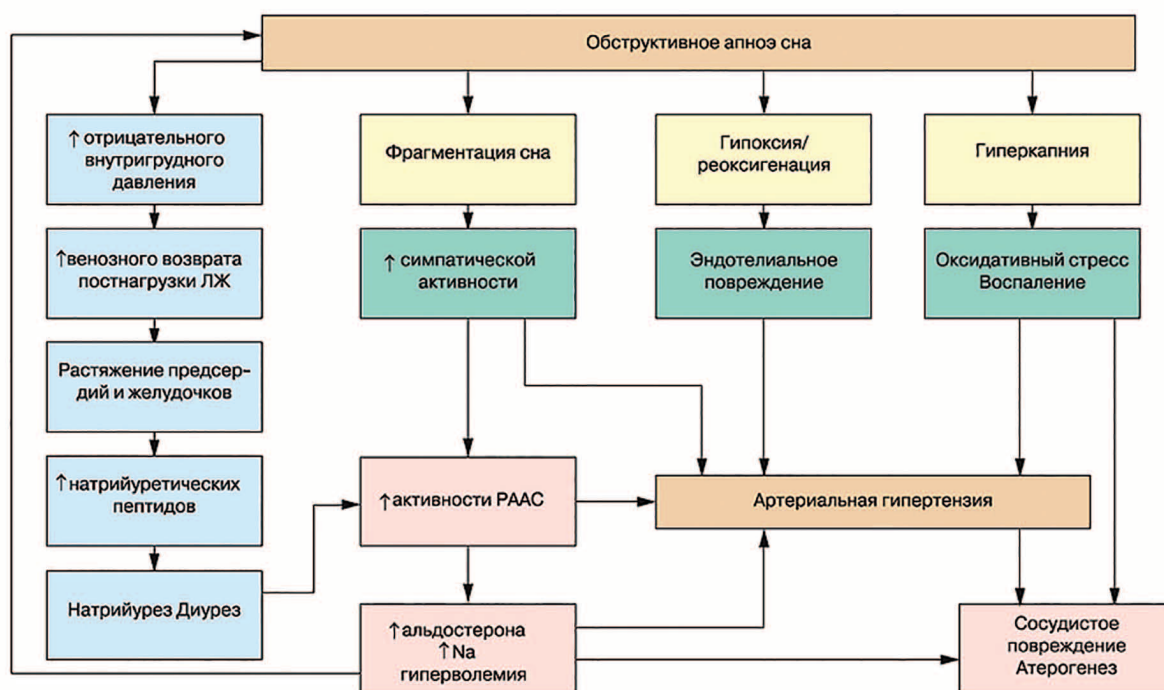 Обструктивное апноэ сна
↑ отрицательного
внутригрудного
давления
Фрагментация сна
Гипоксия/
реоксигенация
Гиперкапния
↑венозного возврата
постнагрузки ЛЖ
↑ симпатической
активности
Эндотелиальное
повреждение
Оксидативный стресс
Воспаление
Растяжение предсер-
дий и желудочков
↑натрийуретических
пептидов
↑активности РААС
Артериальная гипертензия
Натрийурез Диурез
↑альдостерона
↑Na
гиперволемия
Сосудистое
повреждение
Атерогенез